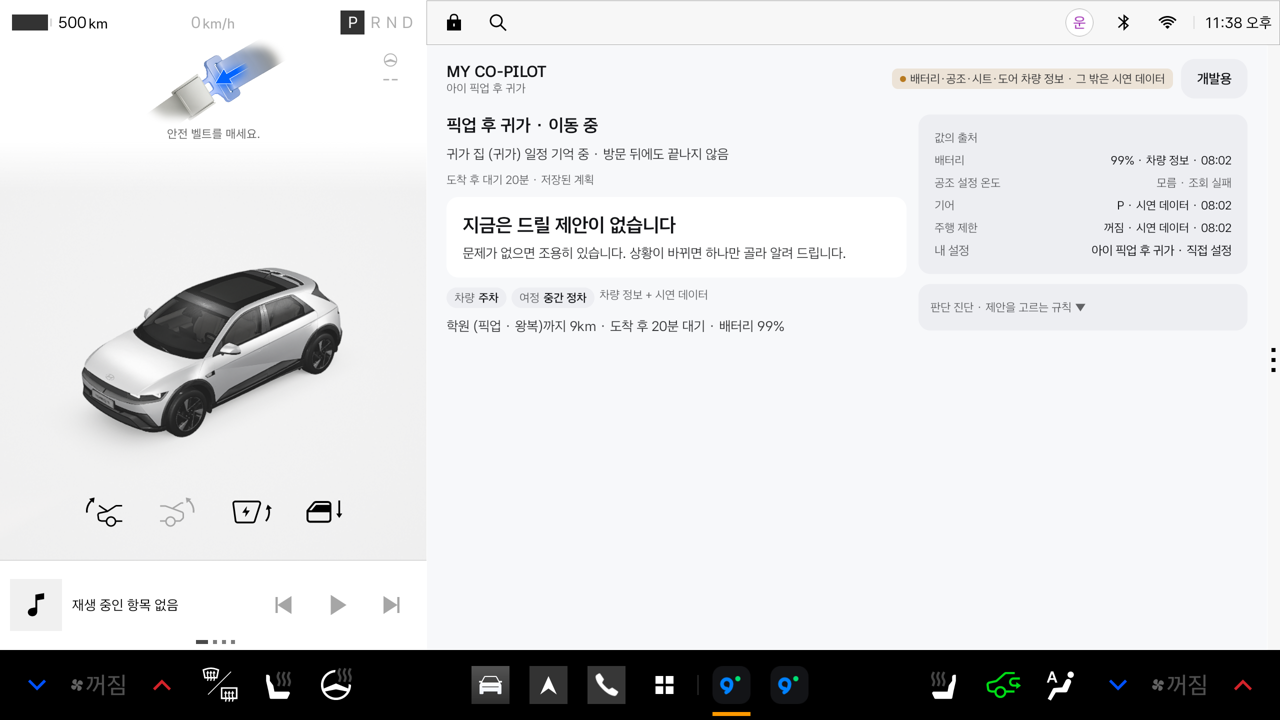 500 km
0 km/h
P R N D
안전 벨트를 매세요.
--
재생 중인 항목 없음
운
11:38 오후
MY CO-PILOT
아이 픽업 후 귀가
배터리·공조·시트·도어 차량 정보 · 그 밖은 시연 데이터
개발용
픽업 후 귀가 · 이동 중
귀가 집 (귀가) 일정 기억 중 · 방문 뒤에도 끝나지 않음
도착 후 대기 20분 · 저장된 계획
지금은 드릴 제안이 없습니다
문제가 없으면 조용히 있습니다. 상황이 바뀌면 하나만 골라 알려 드립니다.
차량 주차 여정 중간 정차 차량 정보 + 시연 데이터
학원 (픽업 · 왕복)까지 9km · 도착 후 20분 대기 · 배터리 99%
값의 출처
배터리 99% · 차량 정보 · 08:02
공조 설정 온도 모름 · 조회 실패
기어 P · 시연 데이터 · 08:02
주행 제한 꺼짐 · 시연 데이터 · 08:02
내 설정 아이 픽업 후 귀가 · 직접 설정
판단 진단 · 제안을 고르는 규칙 ▼
꺼짐
A
꺼짐